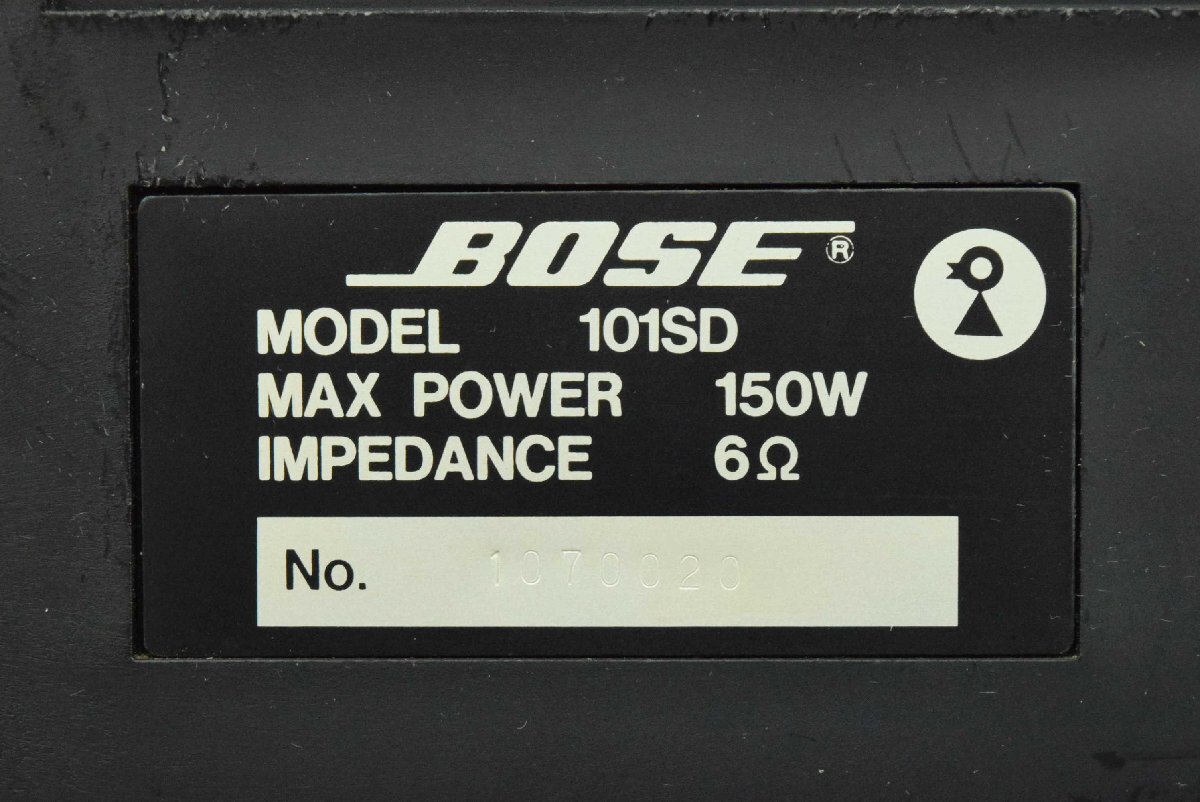 BOSE®
MODEL 101SD
MAX POWER 150W
IMPEDANCE 6Ω
No. 1070020